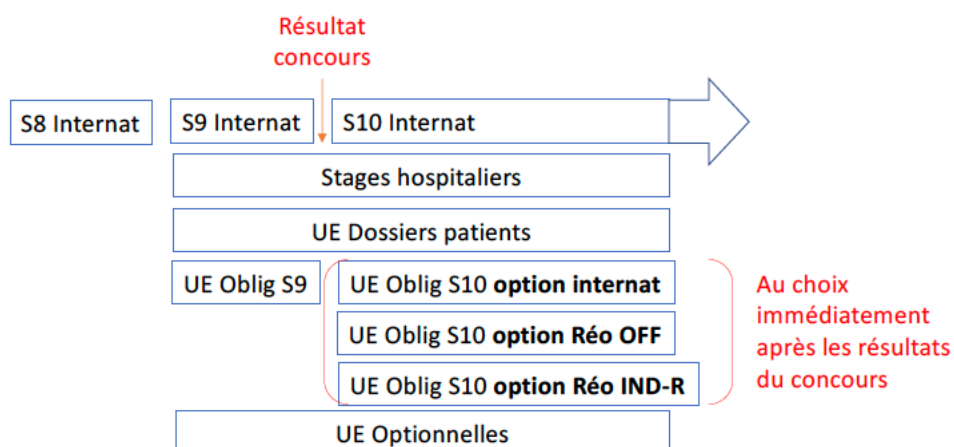 Résultat
concours
S8 Internat
S9 Internat
S10 Internat
Stages hospitaliers
UE Dossiers patients
UE Oblig S9
UE Oblig S10 option internat
UE Oblig S10 option Réo OFF
UE Oblig S10 option Réo IND-R
Au choix
immédiatement
après les résultats
du concours
UE Optionnelles